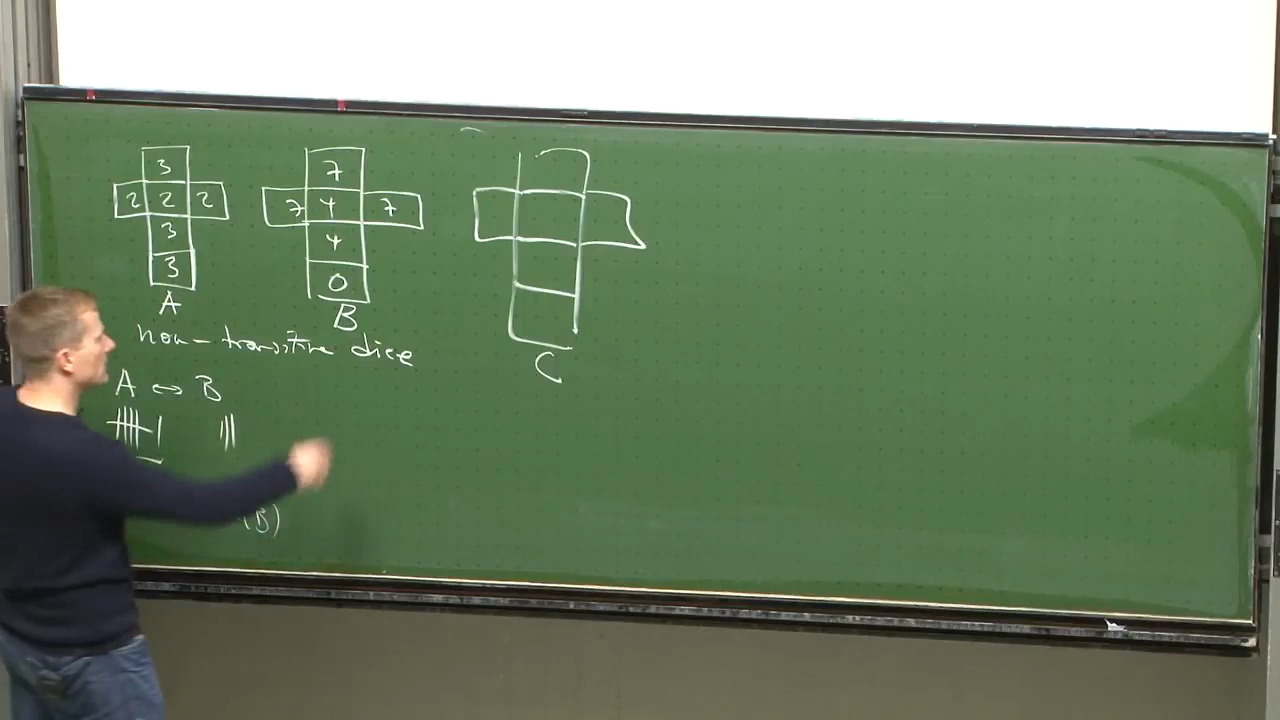 3
2 2 2
3
3
A
7
7 4 7
4
0
B
C
non-transitive dice
A ↔ B
(B)